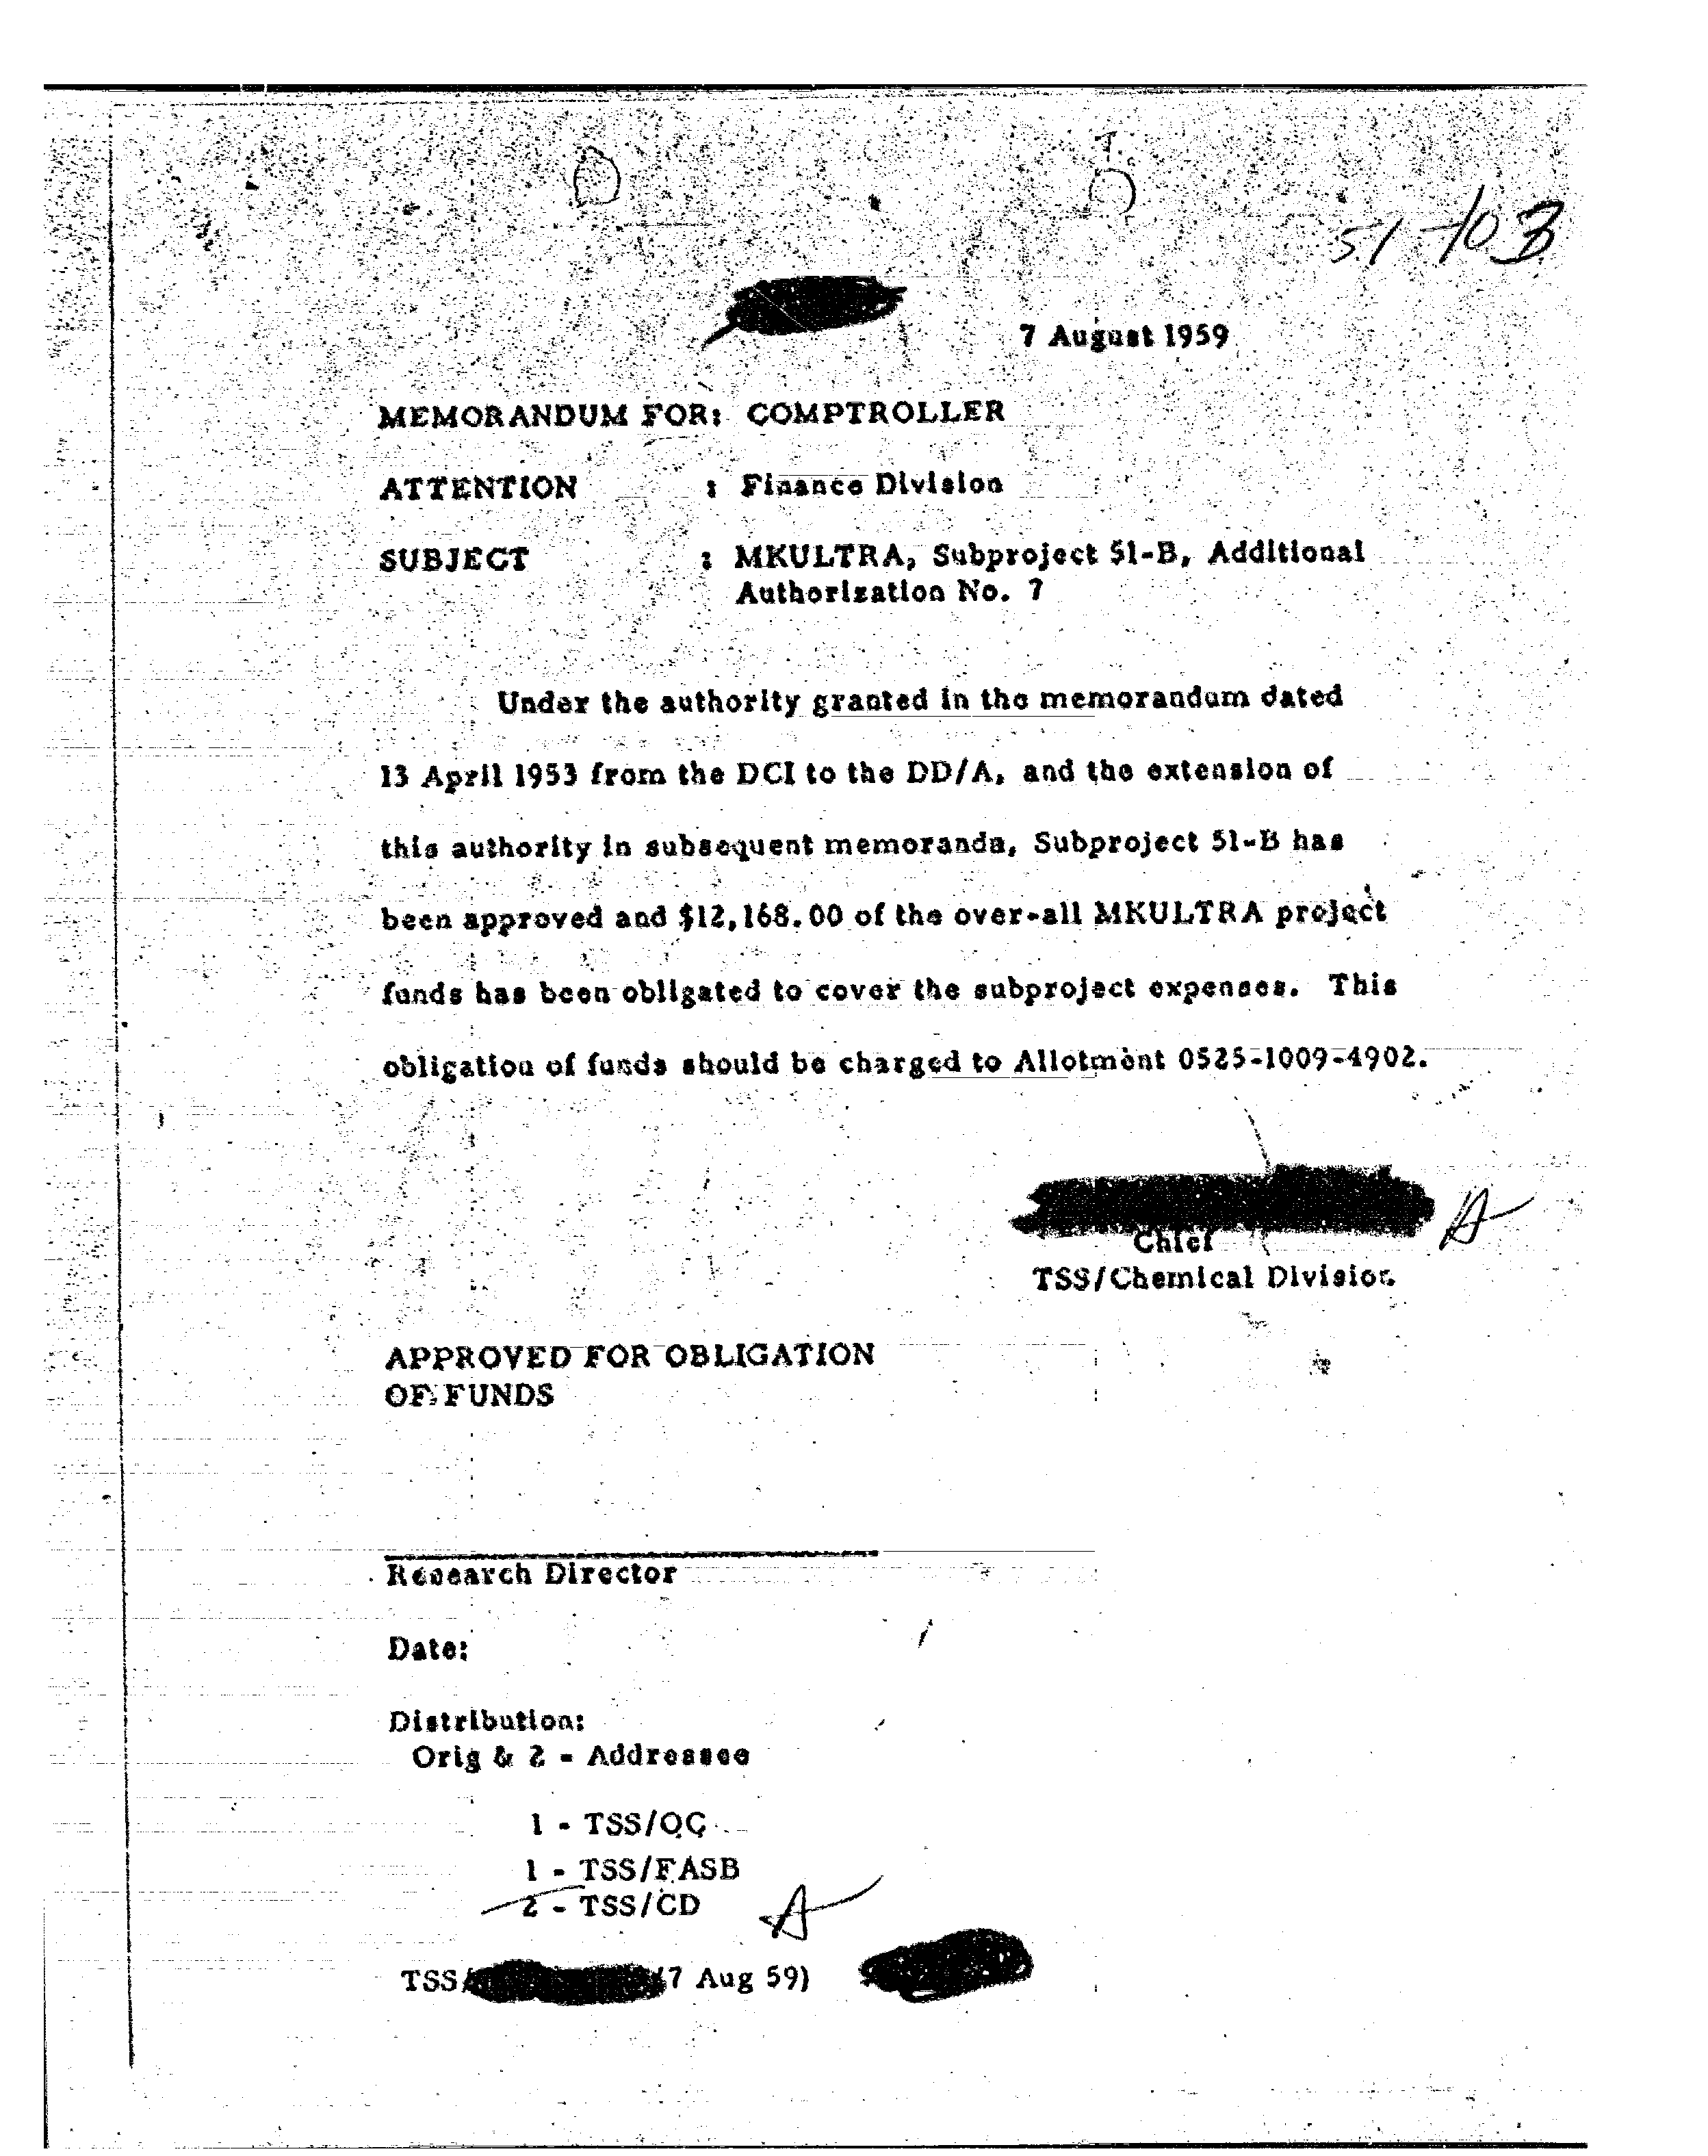 51-103
7 August 1959
MEMORANDUM FOR: COMPTROLLER
ATTENTION : Finance Division
SUBJECT : MKULTRA, Subproject 51-B, Additional
Authorization No. 7
Under the authority granted in the memorandum dated
13 April 1953 from the DCI to the DD/A, and the extension of
this authority in subsequent memoranda, Subproject 51-B has
been approved and $12,168.00 of the over-all MKULTRA project
funds has been obligated to cover the subproject expenses. This
obligation of funds should be charged to Allotment 0525-1009-4902.
Chief
TSS/Chemical Division
APPROVED FOR OBLIGATION
OF FUNDS
Research Director
Date:
Distribution:
Orig & 2 - Addressee
1 - TSS/OC
1 - TSS/FASB
2 - TSS/CD
A
TSS/ (7 Aug 59)